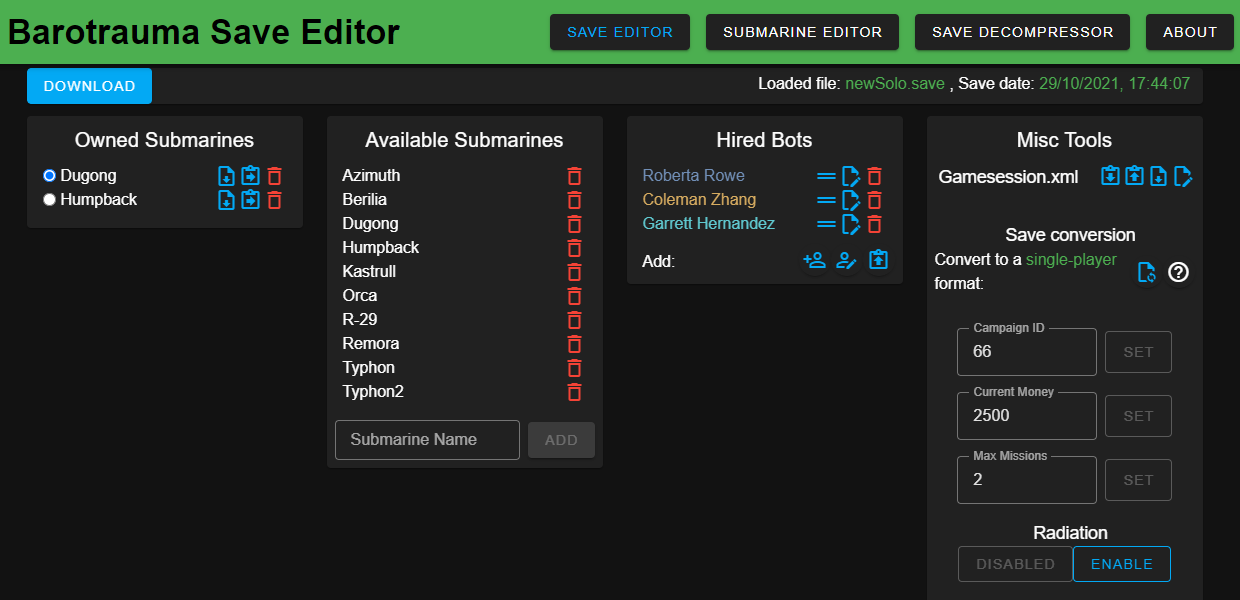 Barotrauma Save Editor
SAVE EDITOR
SUBMARINE EDITOR
SAVE DECOMPRESSOR
ABOUT
DOWNLOAD
Loaded file: newSolo.save , Save date: 29/10/2021, 17:44:07
Owned Submarines
Dugong
Humpback
Available Submarines
Azimuth
Berilia
Dugong
Humpback
Kastrull
Orca
R-29
Remora
Typhon
Typhon2
Submarine Name
ADD
Hired Bots
Roberta Rowe
Coleman Zhang
Garrett Hernandez
Add:
Misc Tools
Gamesession.xml
Save conversion
Convert to a single-player
format:
Campaign ID
66
SET
Current Money
2500
SET
Max Missions
2
SET
Radiation
DISABLED
ENABLE